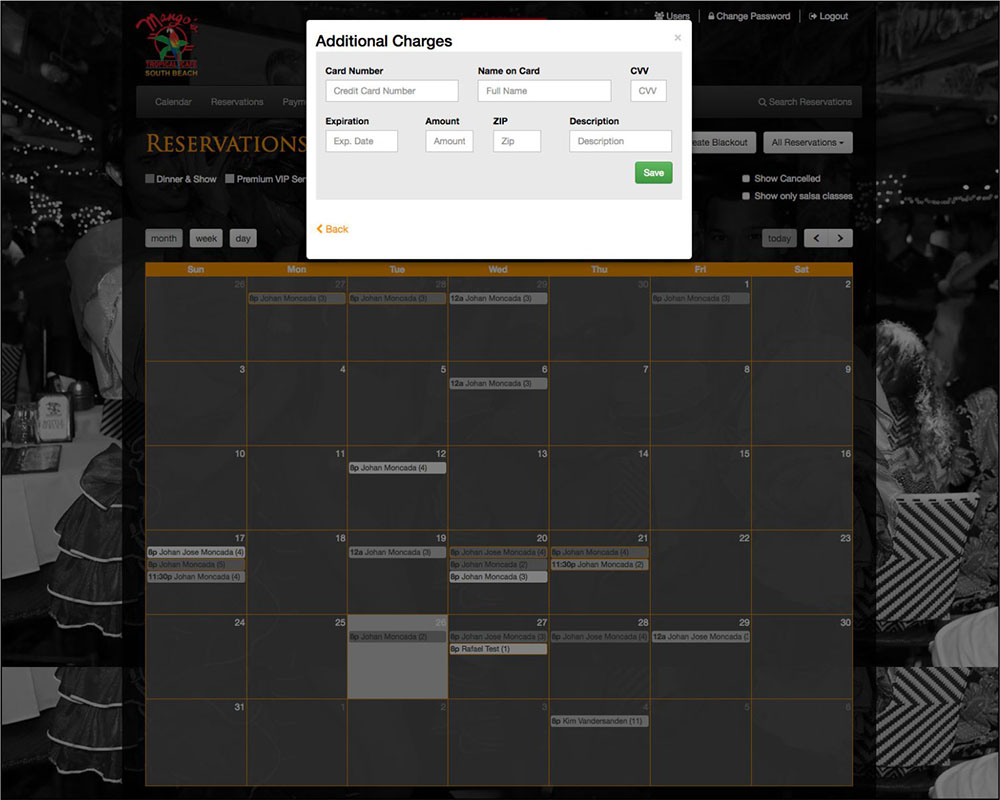 Mango's
TROPICAL CAFE
SOUTH BEACH
Users
Change Password
Logout
Additional Charges
×
Card Number
Name on Card
CVV
Credit Card Number
Full Name
CVV
Expiration
Amount
ZIP
Description
Exp. Date
Amount
Zip
Description
Save
Back
Calendar
Reservations
Paym
Search Reservations
RESERVATIONS
eate Blackout
All Reservations
Dinner & Show
Premium VIP Ser
Show Cancelled
Show only salsa classes
month
week
day
today
Sun
Mon
Tue
Wed
Thu
Fri
Sat
26
27
28
29
30
1
2
8p Johan Moncada (3)
8p Johan Moncada (3)
12a Johan Moncada (3)
8p Johan Moncada (3)
3
4
5
6
7
8
9
12a Johan Moncada (3)
10
11
12
13
14
15
16
8p Johan Moncada (4)
17
18
19
20
21
22
23
8p Johan Jose Moncada (4)
12a Johan Moncada (3)
8p Johan Jose Moncada (4)
8p Johan Moncada (4)
8p Johan Moncada (5)
8p Johan Moncada (2)
11:30p Johan Moncada (2)
11:30p Johan Moncada (4)
8p Johan Moncada (3)
24
25
26
27
28
29
30
8p Johan Moncada (2)
8p Johan Jose Moncada (3)
8p Johan Jose Moncada (4)
12a Johan Jose Moncada (
8p Rafael Test (1)
31
1
2
3
4
5
6
8p Kim Vandersanden (11)